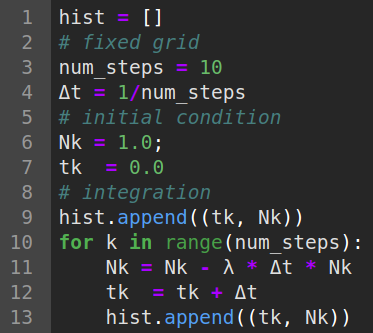 1 hist = []
2 # fixed grid
3 num_steps = 10
4 Δt = 1/num_steps
5 # initial condition
6 Nk = 1.0;
7 tk  = 0.0
8 # integration
9 hist.append((tk, Nk))
10 for k in range(num_steps):
11     Nk = Nk - λ * Δt * Nk
12     tk  = tk + Δt
13     hist.append((tk, Nk))